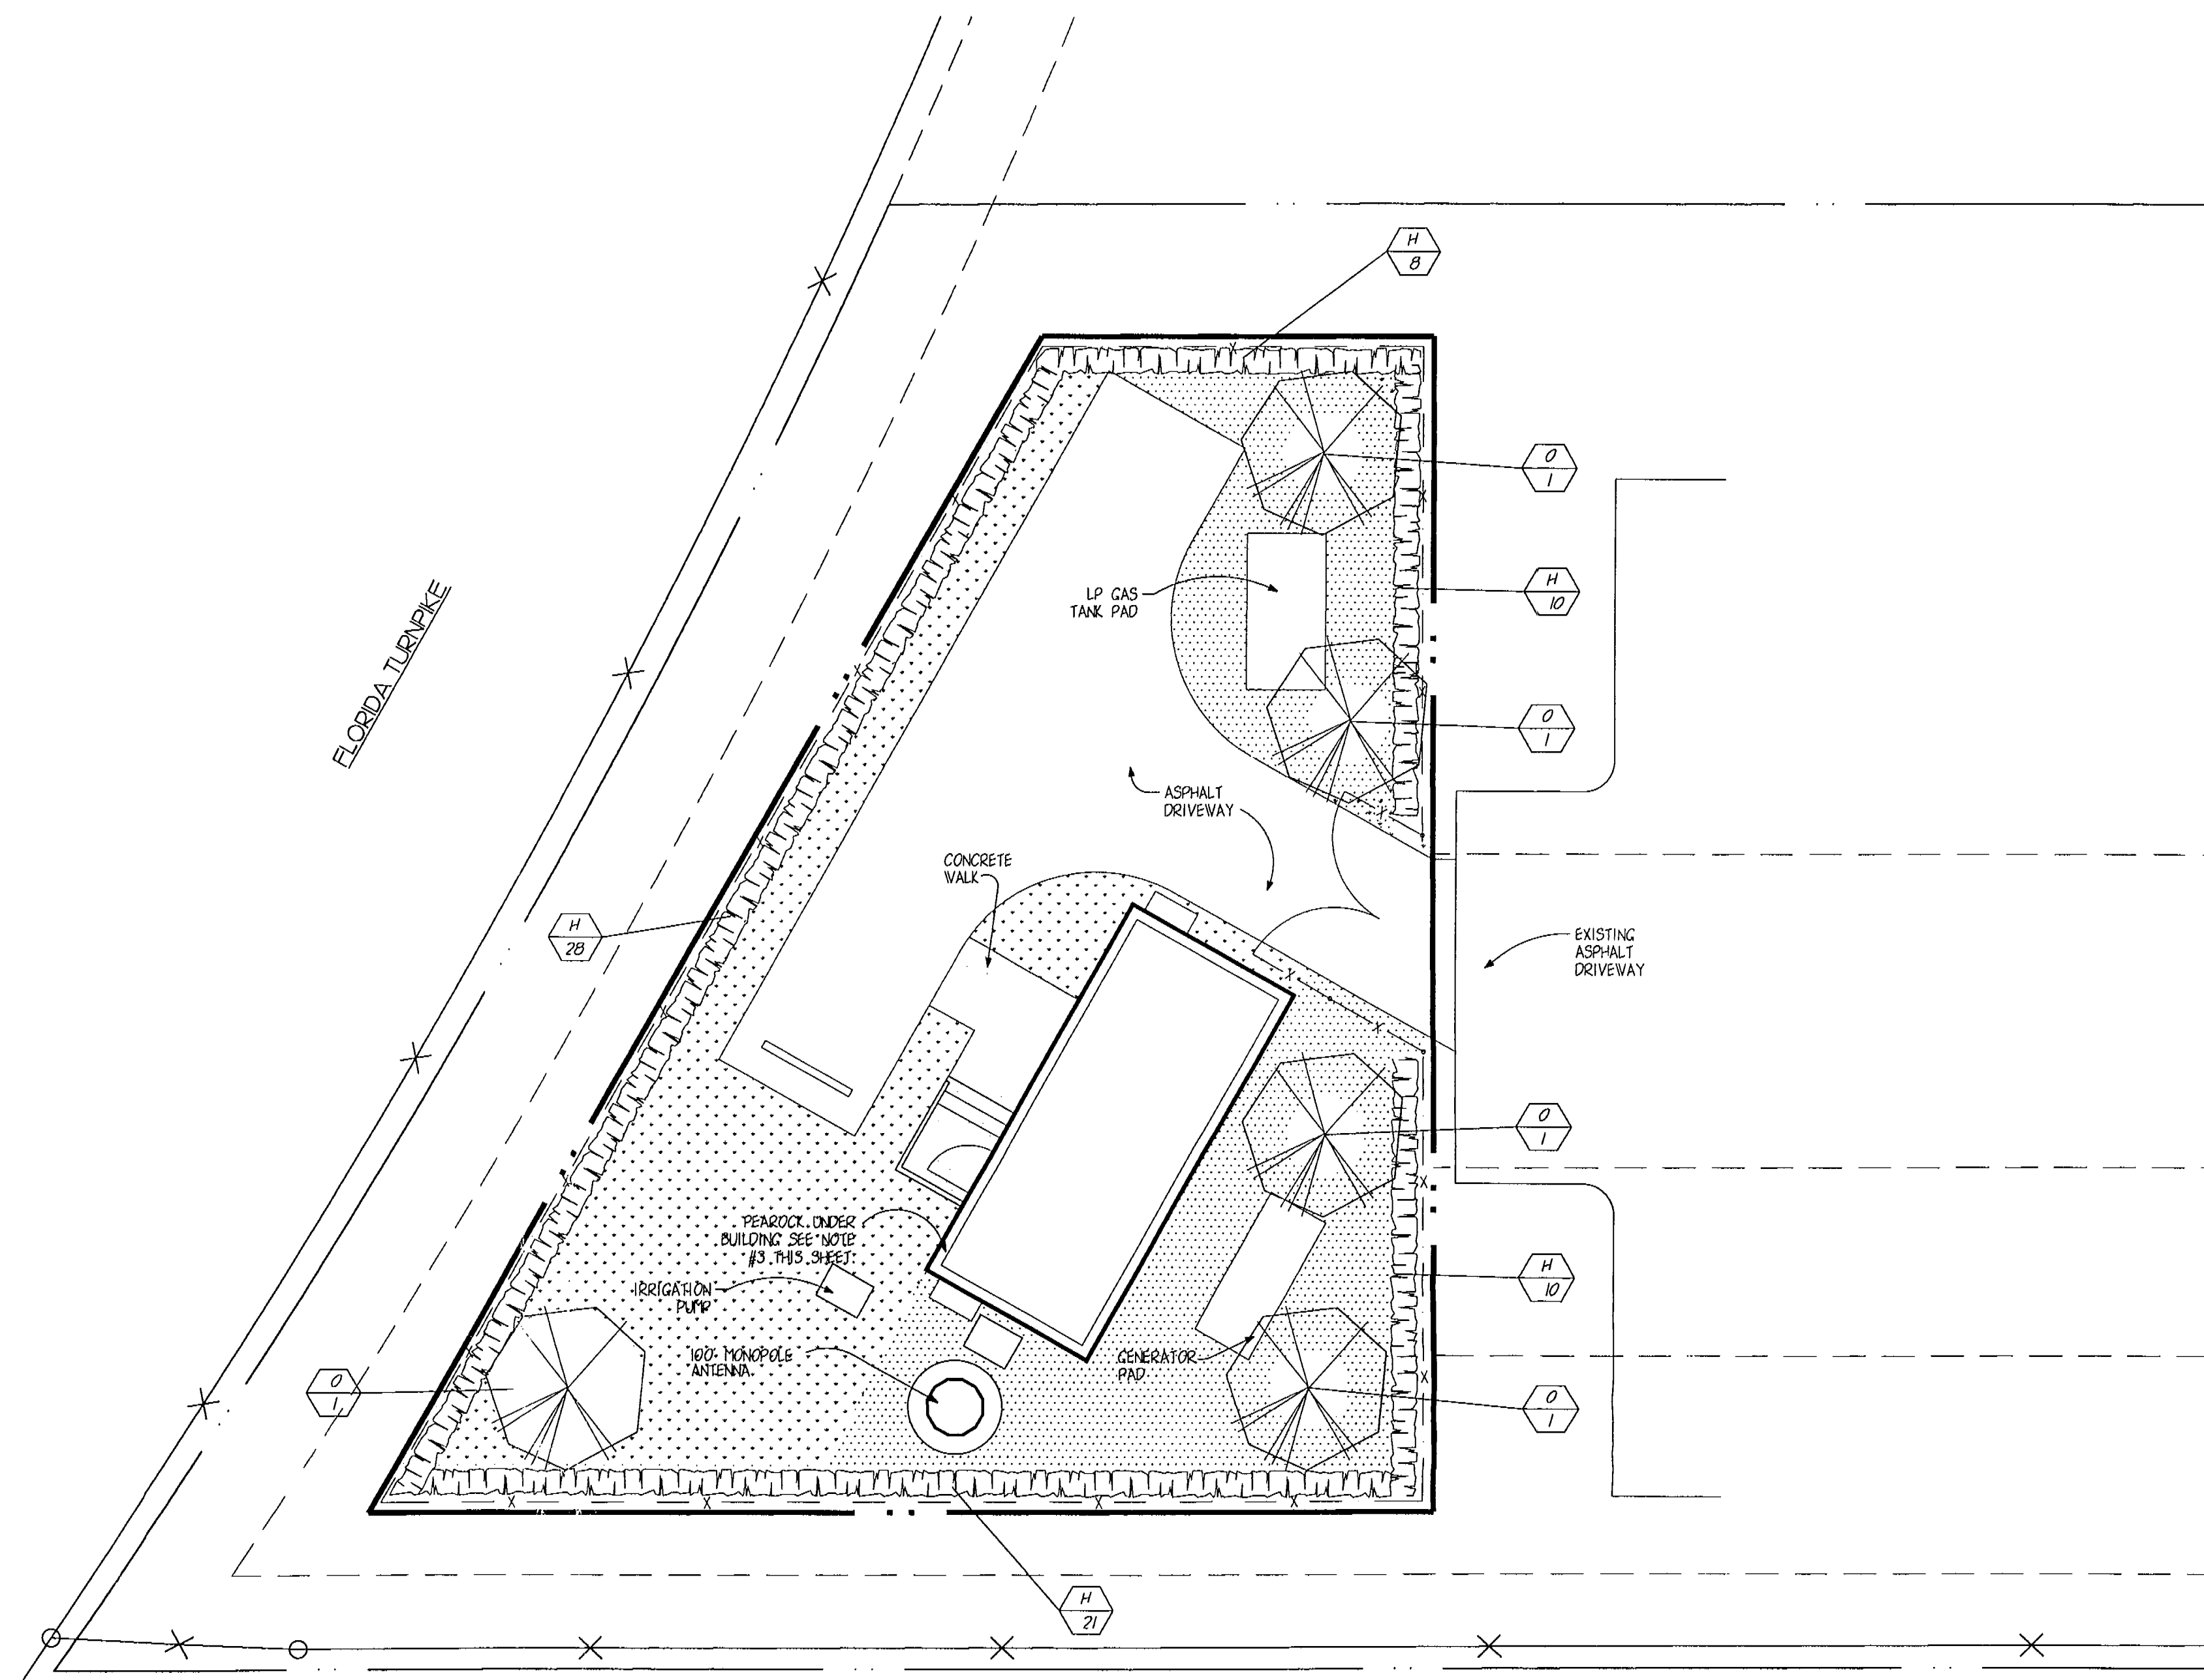 H
8
O
1
LP GAS
TANK PAD
H
10
FLORIDA TURNPIKE
O
1
ASPHALT
DRIVEWAY
CONCRETE
WALK
H
28
EXISTING
ASPHALT
DRIVEWAY
O
1
PEAROCK UNDER
BUILDING SEE NOTE
#3 THIS SHEET
H
10
IRRIGATION
PUMP
100' MONOPOLE
ANTENNA
GENERATOR
PAD
O
1
O
1
H
21